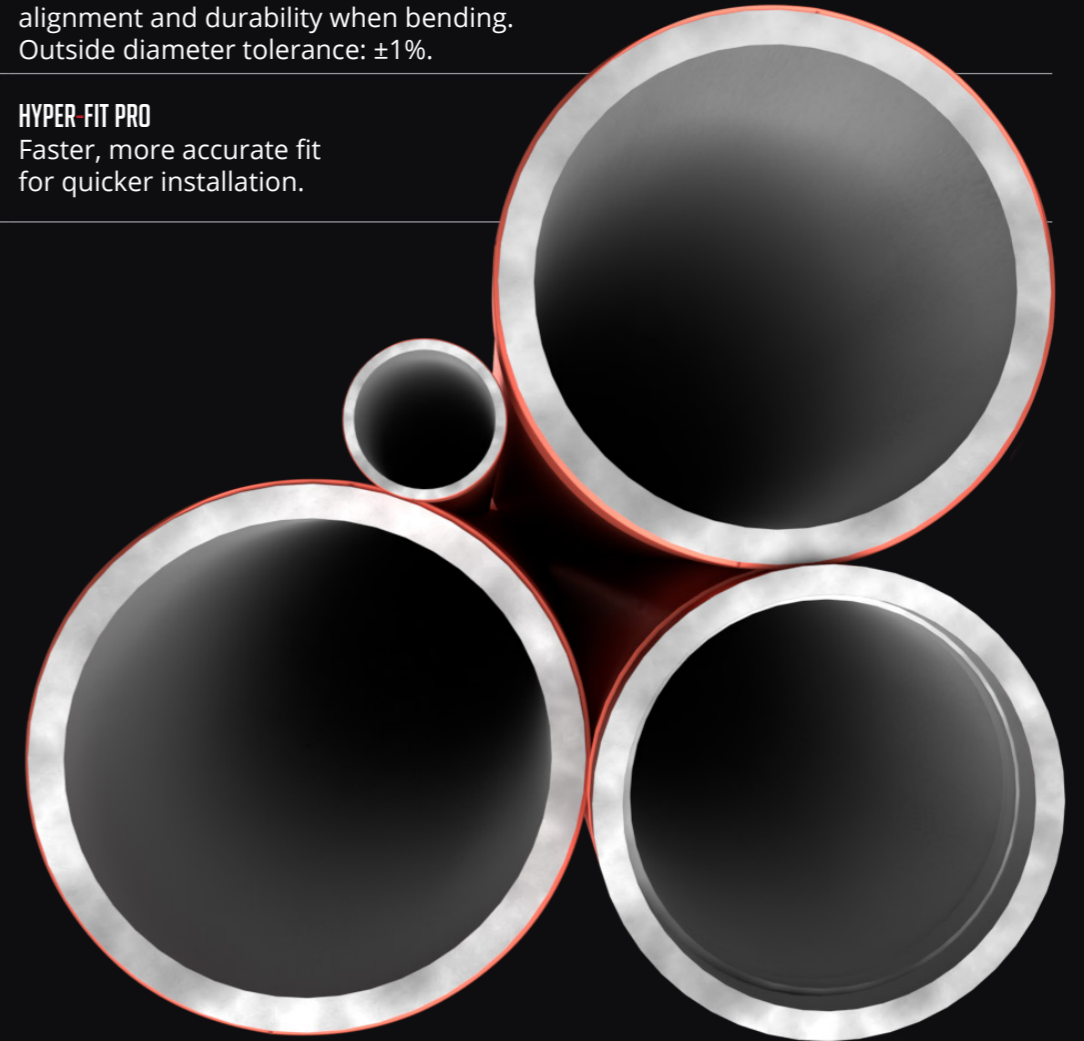 alignment and durability when bending.
Outside diameter tolerance: ±1%.
HYPER-FIT PRO
Faster, more accurate fit
for quicker installation.